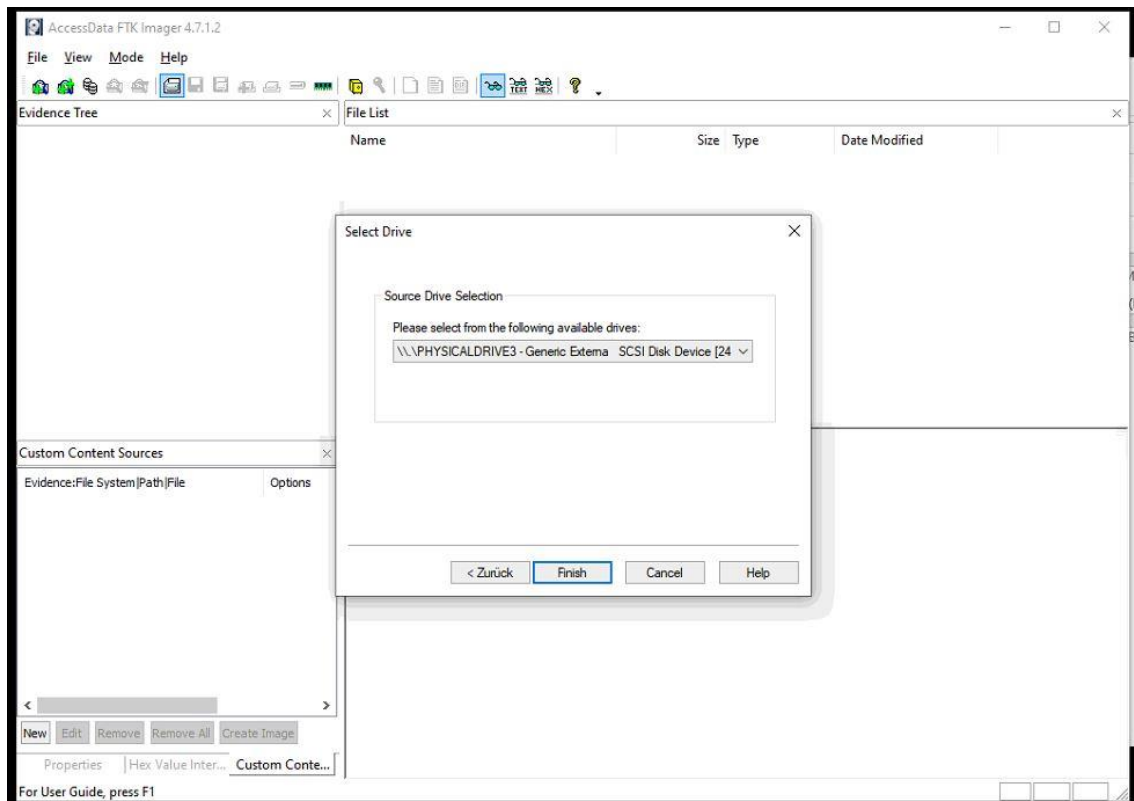 AccessData FTK Imager 4.7.1.2
File View Mode Help
TEXT HEX
Evidence Tree
File List
Name Size Type Date Modified
Select Drive
Source Drive Selection
Please select from the following available drives:
\\.\PHYSICALDRIVE3 - Generic Externa SCSI Disk Device [24
< Zurück Finish Cancel Help
Custom Content Sources
Evidence:File System|Path|File Options
New Edit Remove Remove All Create Image
Properties Hex Value Inter... Custom Conte...
For User Guide, press F1